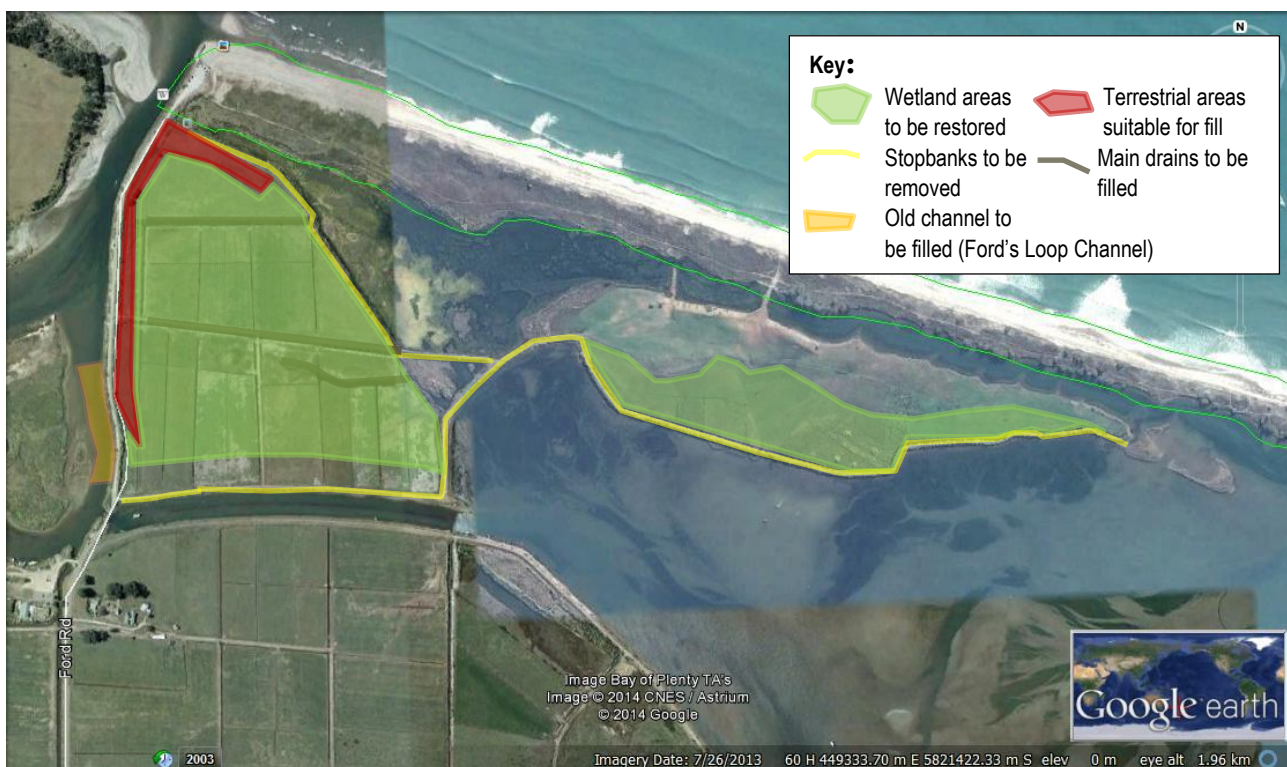 N
Key:
Wetland areas
to be restored
Terrestrial areas
suitable for fill
Stopbanks to be
removed
Main drains to be
filled
Old channel to
be filled (Ford's Loop Channel)
W
Ford Rd
Image Bay of Plenty TA's
Image © 2014 CNES / Astrium
© 2014 Google
Google earth
2003
Imagery Date: 7/26/2013 60 H 449333.70 m E 5821422.33 m S elev 0 m eye alt 1.96 km